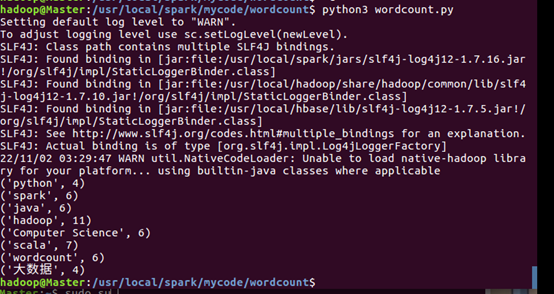 hadoop@Master:/usr/local/spark/mycode/wordcount$ python3 wordcount.py
Setting default log level to "WARN".
To adjust logging level use sc.setLogLevel(newLevel).
SLF4J: Class path contains multiple SLF4J bindings.
SLF4J: Found binding in [jar:file:/usr/local/spark/jars/slf4j-log4j12-1.7.16.jar
!/org/slf4j/impl/StaticLoggerBinder.class]
SLF4J: Found binding in [jar:file:/usr/local/hadoop/share/hadoop/common/lib/slf4
j-log4j12-1.7.10.jar!/org/slf4j/impl/StaticLoggerBinder.class]
SLF4J: Found binding in [jar:file:/usr/local/hbase/lib/slf4j-log4j12-1.7.5.jar!/
org/slf4j/impl/StaticLoggerBinder.class]
SLF4J: See http://www.slf4j.org/codes.html#multiple_bindings for an explanation.
SLF4J: Actual binding is of type [org.slf4j.impl.Log4jLoggerFactory]
22/11/02 03:29:47 WARN util.NativeCodeLoader: Unable to load native-hadoop libra
ry for your platform... using builtin-java classes where applicable
('python', 4)
('spark', 6)
('java', 6)
('hadoop', 11)
('Computer Science', 6)
('scala', 7)
('wordcount', 6)
('大数据', 4)
hadoop@Master:/usr/local/spark/mycode/wordcount$